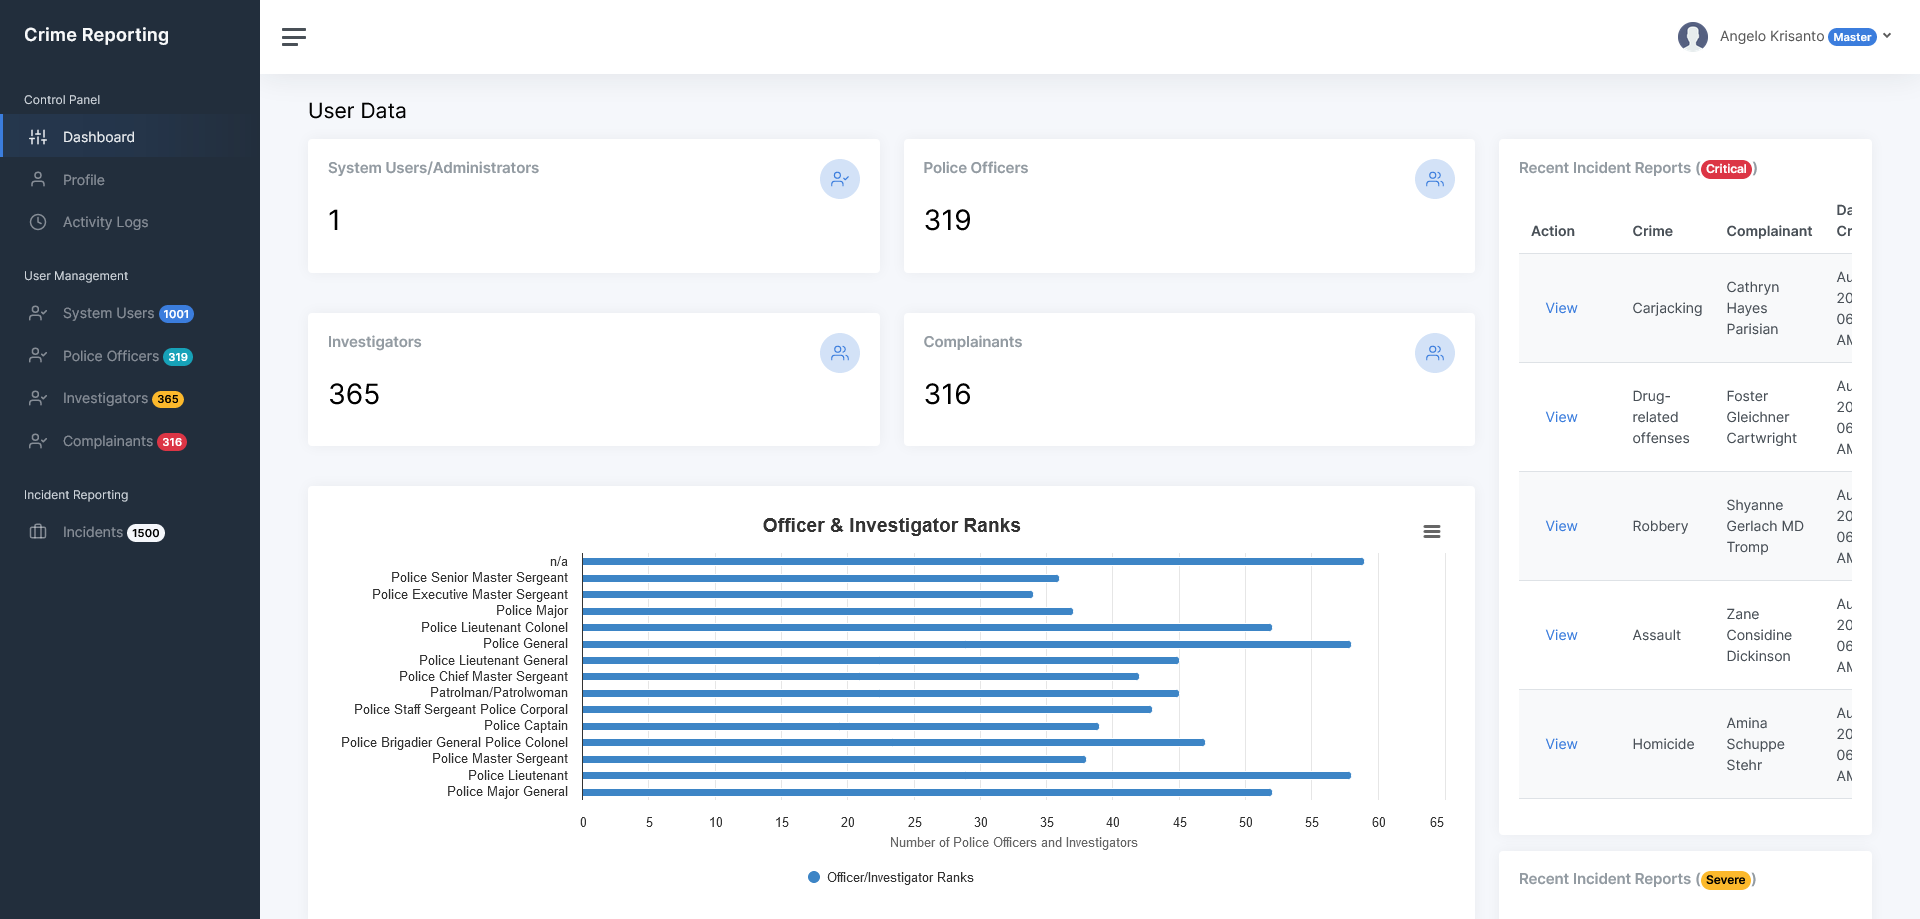 Crime Reporting
Control Panel
Dashboard
Profile
Activity Logs
User Management
System Users 1001
Police Officers 319
Investigators 365
Complainants 316
Incident Reporting
Incidents 1500
Angelo Krisanto Master
User Data
System Users/Administrators
1
Police Officers
319
Investigators
365
Complainants
316
Officer & Investigator Ranks
n/a
Police Senior Master Sergeant
Police Executive Master Sergeant
Police Major
Police Lieutenant Colonel
Police General
Police Lieutenant General
Police Chief Master Sergeant
Patrolman/Patrolwoman
Police Staff Sergeant Police Corporal
Police Captain
Police Brigadier General Police Colonel
Police Master Sergeant
Police Lieutenant
Police Major General
0 5 10 15 20 25 30 35 40 45 50 55 60 65
Number of Police Officers and Investigators
Officer/Investigator Ranks
Recent Incident Reports (Critical)
Da
Action Crime Complainant Cr
Au
Cathryn
20
View Carjacking Hayes
06
Parisian
AM
Au
Drug- Foster
20
View related Gleichner
06
offenses Cartwright
AM
Au
Shyanne
20
View Robbery Gerlach MD
06
Tromp
AM
Au
Zane
20
View Assault Considine
06
Dickinson
AM
Au
Amina
20
View Homicide Schuppe
06
Stehr
AM
Recent Incident Reports (Severe)